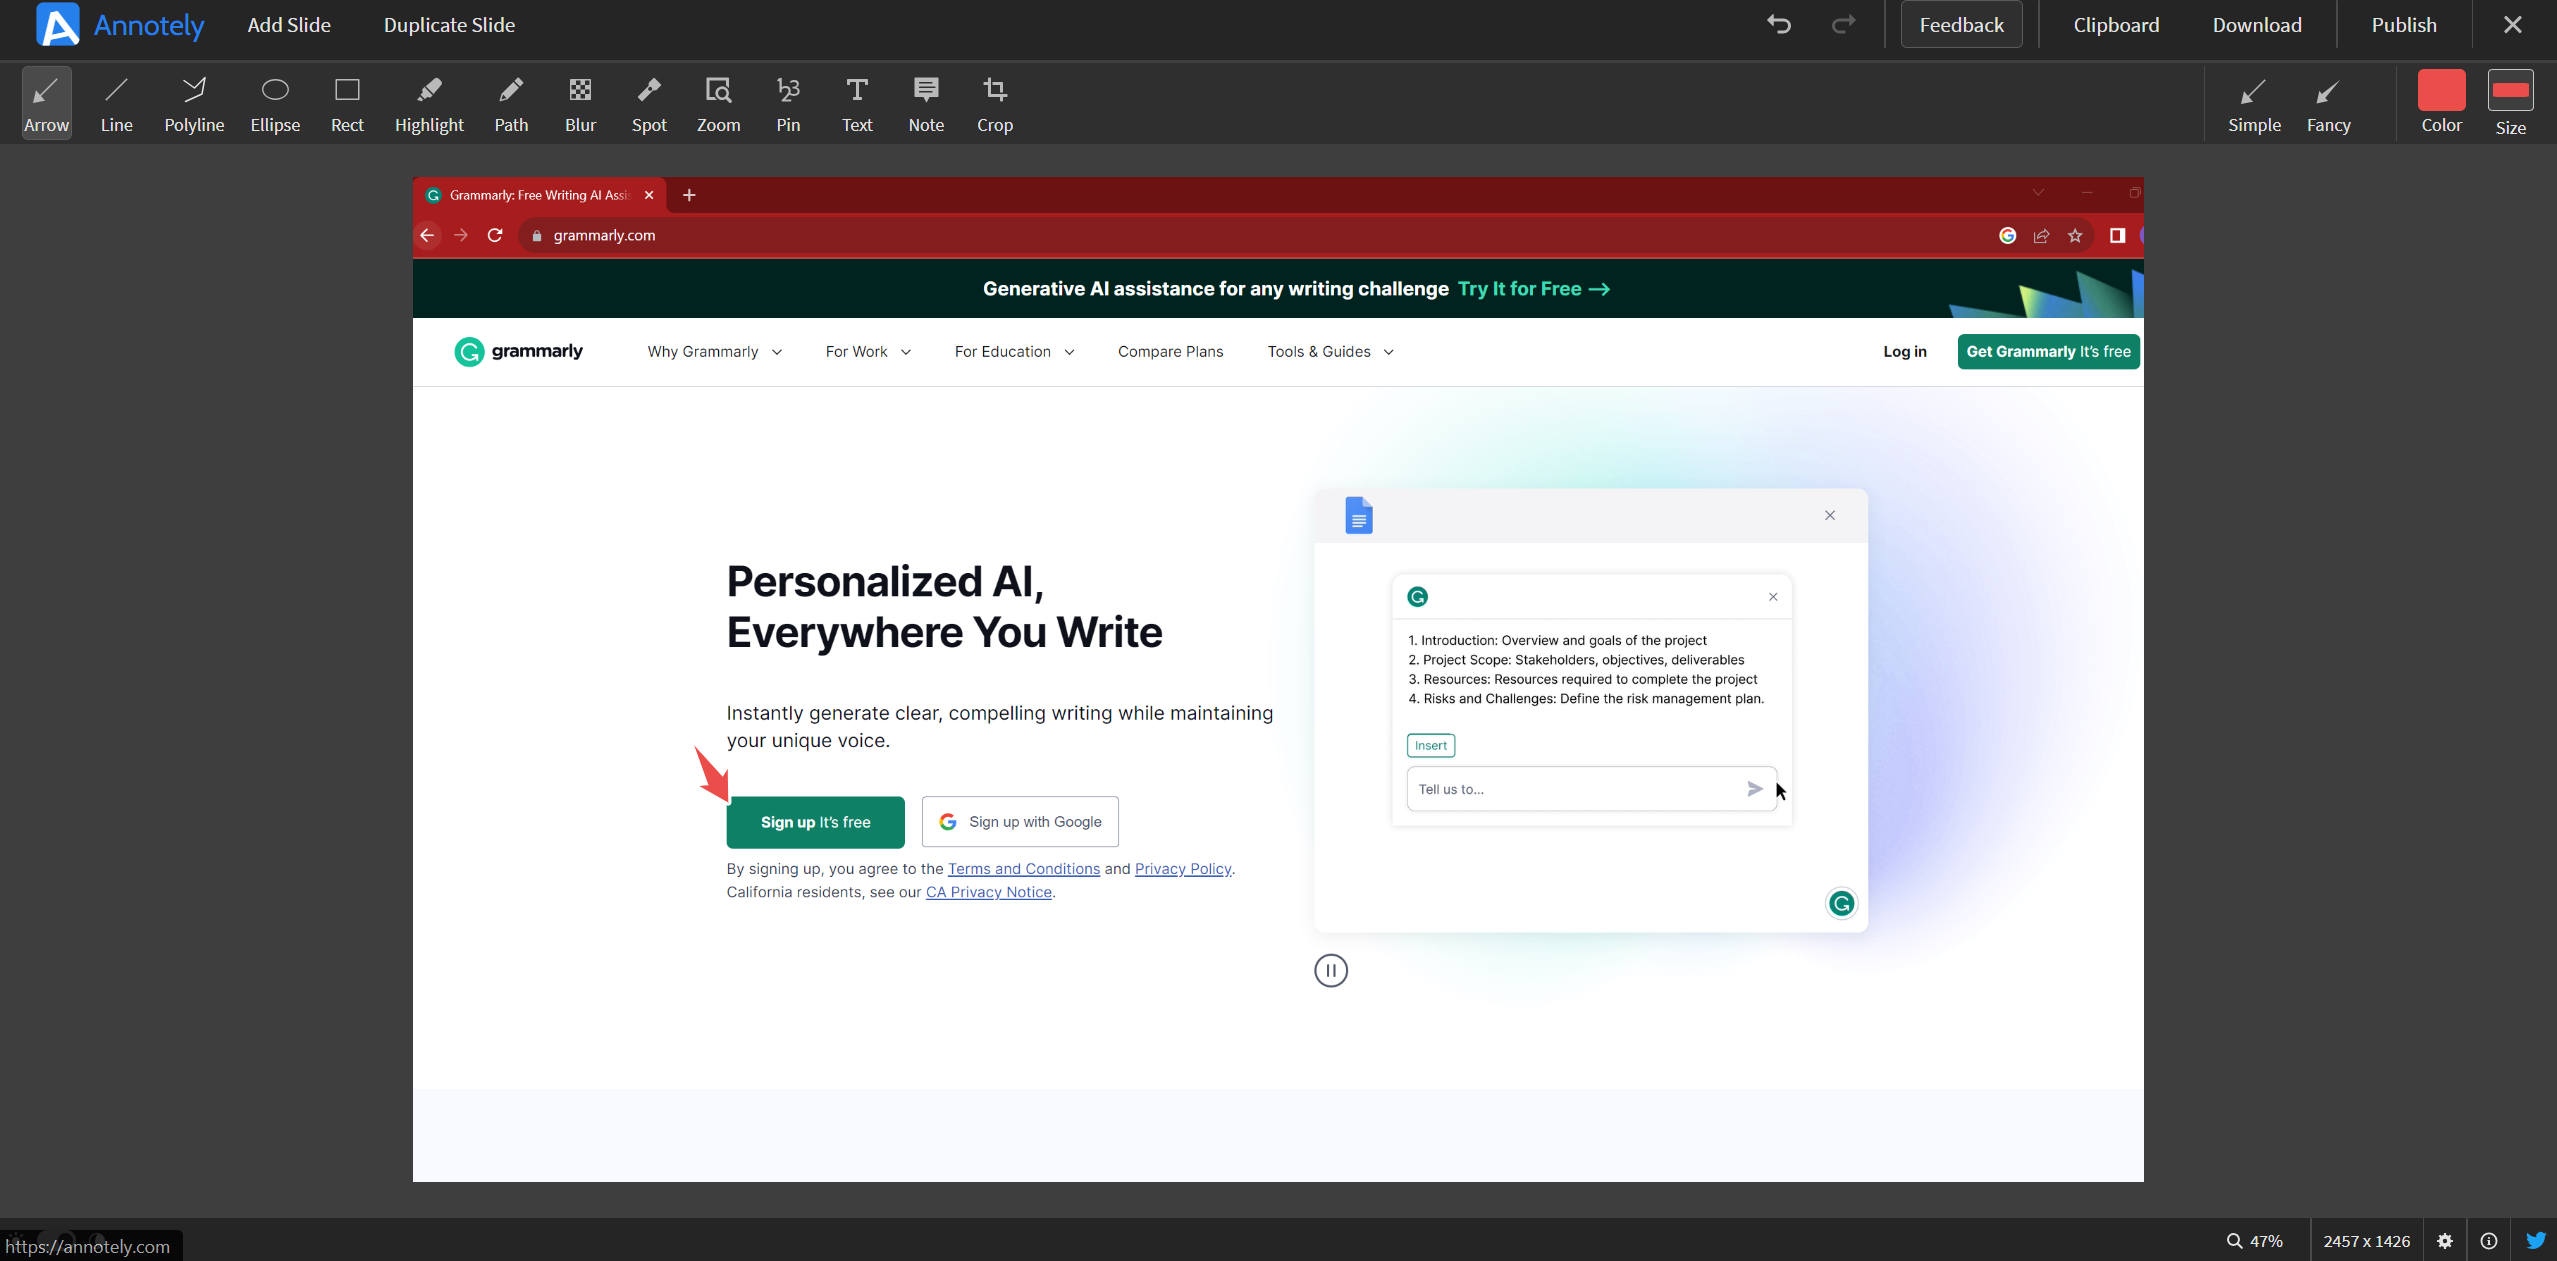 Annotely Add Slide Duplicate Slide Feedback Clipboard Download Publish
Arrow Line Polyline Ellipse Rect Highlight Path Blur Spot Zoom Pin Text Note Crop Simple Fancy Color Size
Grammarly: Free Writing AI Assis
grammarly.com
Generative AI assistance for any writing challenge Try It for Free →
grammarly Why Grammarly For Work For Education Compare Plans Tools & Guides Log in Get Grammarly It's free
Personalized AI,
Everywhere You Write
Instantly generate clear, compelling writing while maintaining
your unique voice.
Sign up It's free Sign up with Google
By signing up, you agree to the Terms and Conditions and Privacy Policy.
California residents, see our CA Privacy Notice.
1. Introduction: Overview and goals of the project
2. Project Scope: Stakeholders, objectives, deliverables
3. Resources: Resources required to complete the project
4. Risks and Challenges: Define the risk management plan.
Insert
Tell us to...
https://annotely.com 47% 2457 x 1426